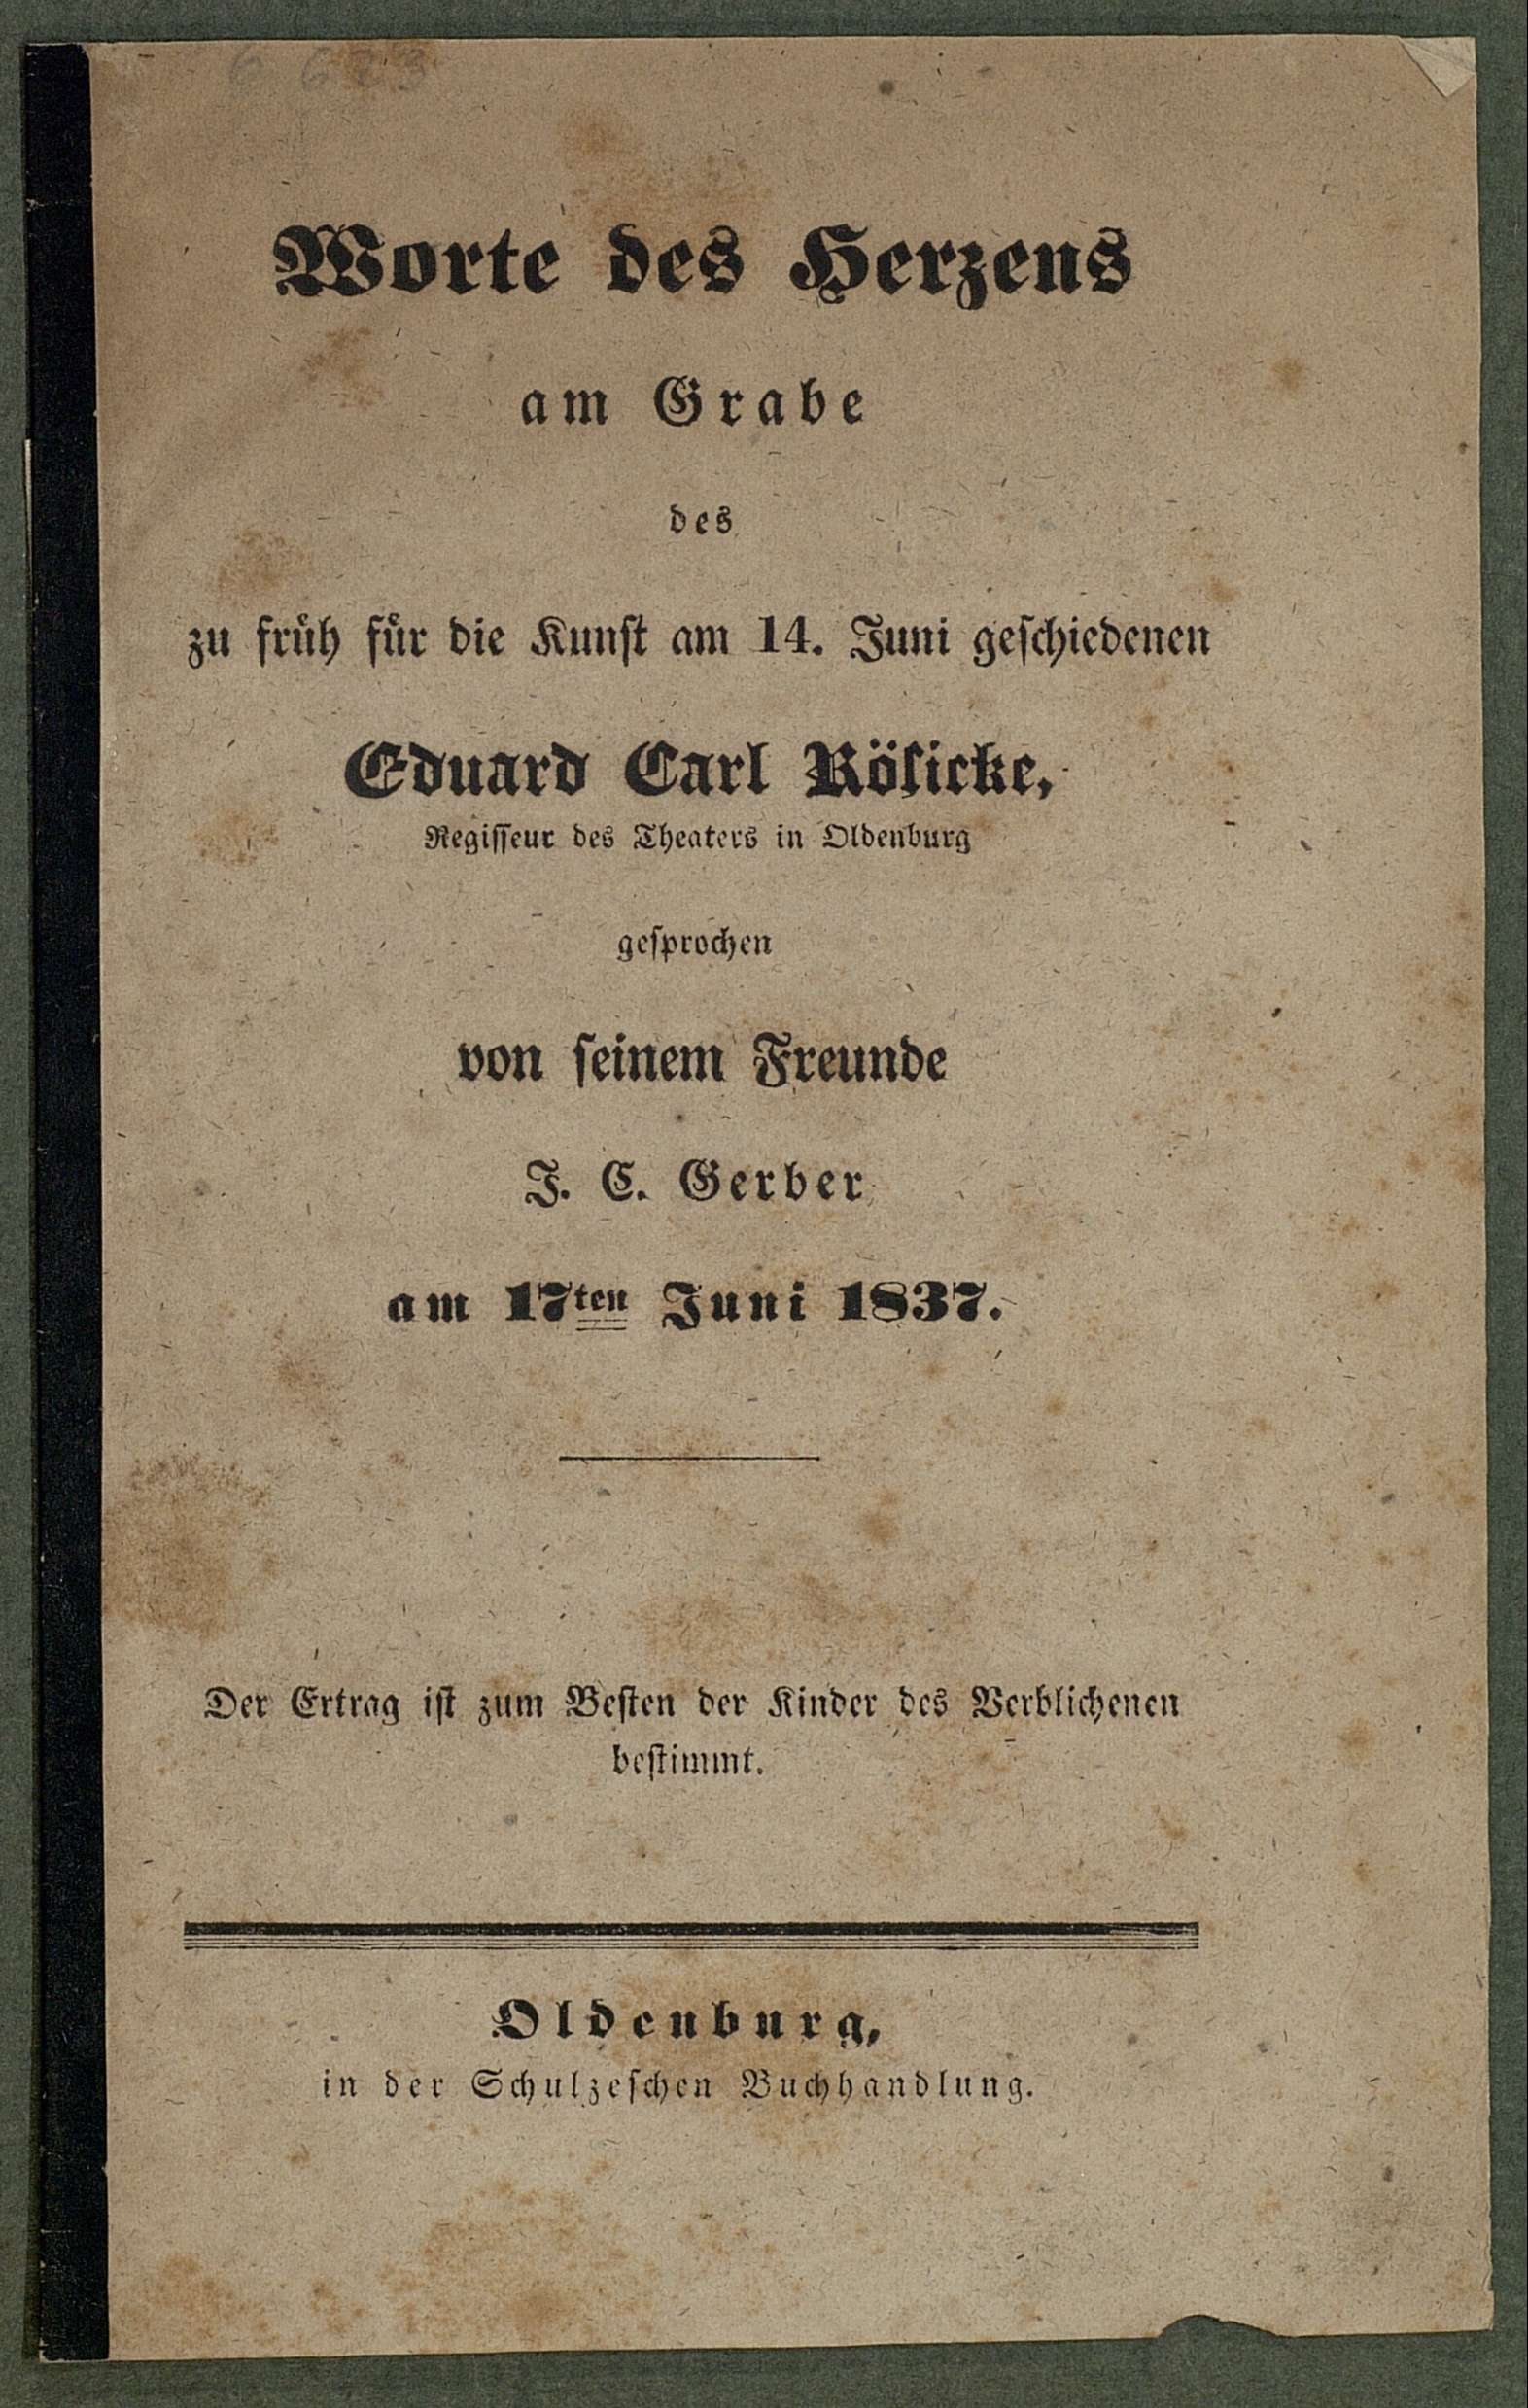 6 623
Worte des Herzens
am Grabe
des
zu früh für die Kunſt am 14. Juni geſchiedenen
Eduard Carl Röſicke,
Regiſſeur des Theaters in Oldenburg
geſprochen
von ſeinem Freunde
J. C. Gerber
am 17ten Juni 1837.
Der Ertrag iſt zum Beſten der Kinder des Verblichenen
beſtimmt.
Oldenburg,
in der Schulzeſchen Buchhandlung.